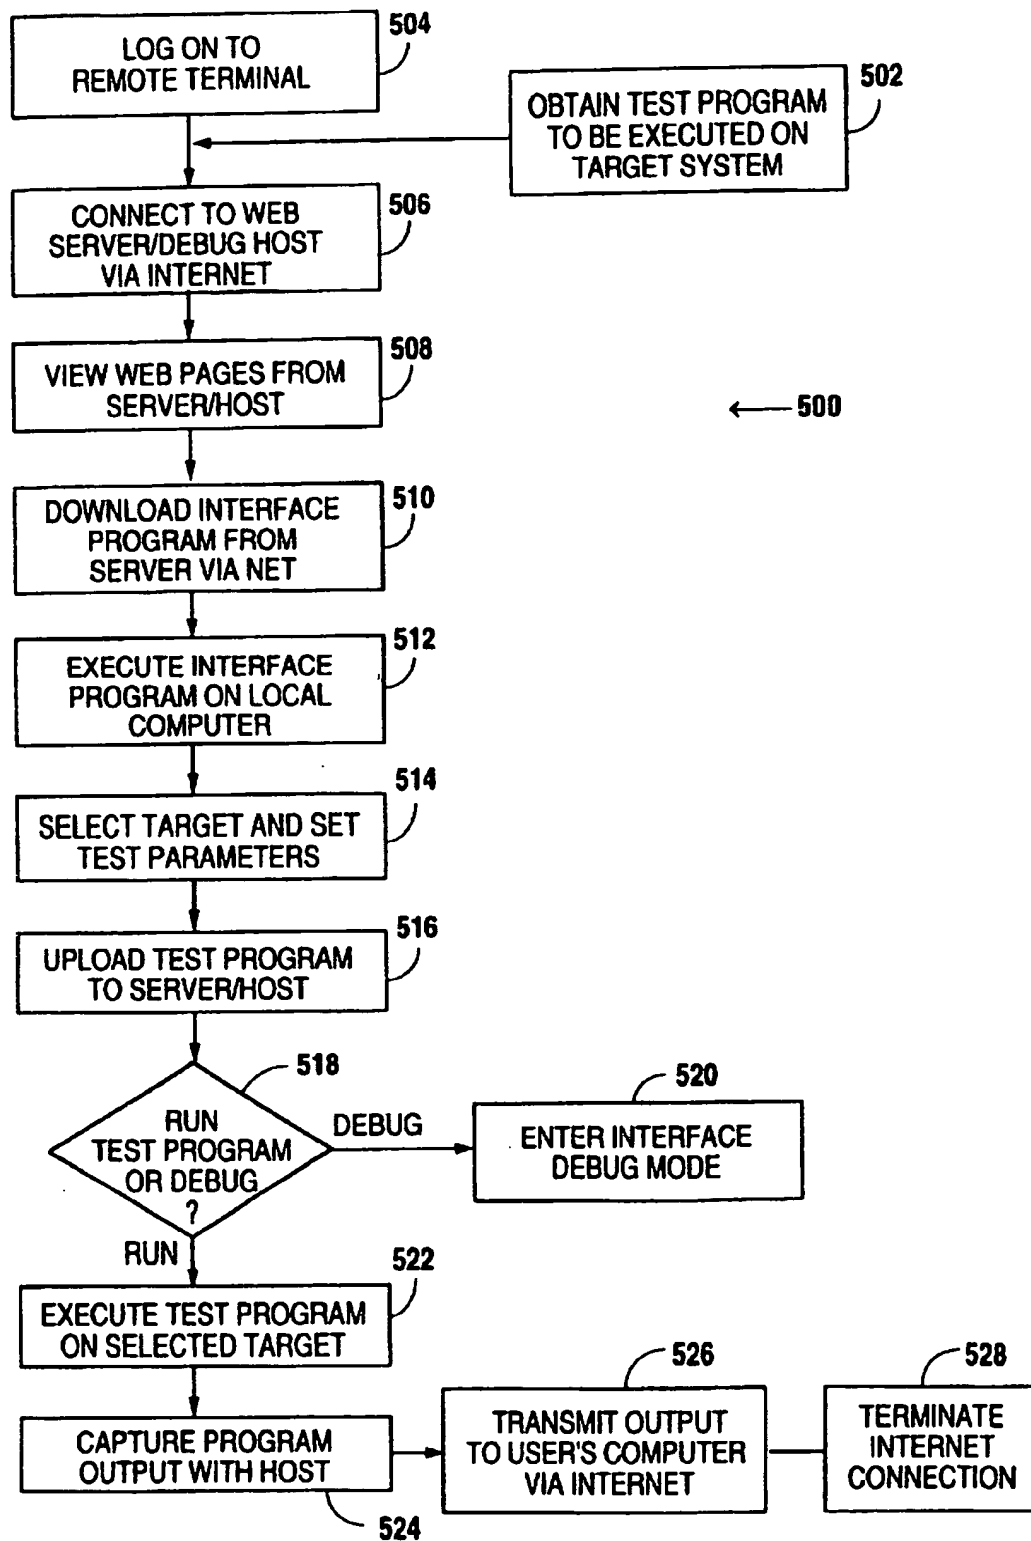 504
LOG ON TO
REMOTE TERMINAL
502
OBTAIN TEST PROGRAM
TO BE EXECUTED ON
TARGET SYSTEM
506
CONNECT TO WEB
SERVER/DEBUG HOST
VIA INTERNET
508
VIEW WEB PAGES FROM
SERVER/HOST
500
510
DOWNLOAD INTERFACE
PROGRAM FROM
SERVER VIA NET
512
EXECUTE INTERFACE
PROGRAM ON LOCAL
COMPUTER
514
SELECT TARGET AND SET
TEST PARAMETERS
516
UPLOAD TEST PROGRAM
TO SERVER/HOST
518
RUN
TEST PROGRAM
OR DEBUG
?
DEBUG
520
ENTER INTERFACE
DEBUG MODE
RUN
522
EXECUTE TEST PROGRAM
ON SELECTED TARGET
CAPTURE PROGRAM
OUTPUT WITH HOST
524
526
TRANSMIT OUTPUT
TO USER'S COMPUTER
VIA INTERNET
528
TERMINATE
INTERNET
CONNECTION